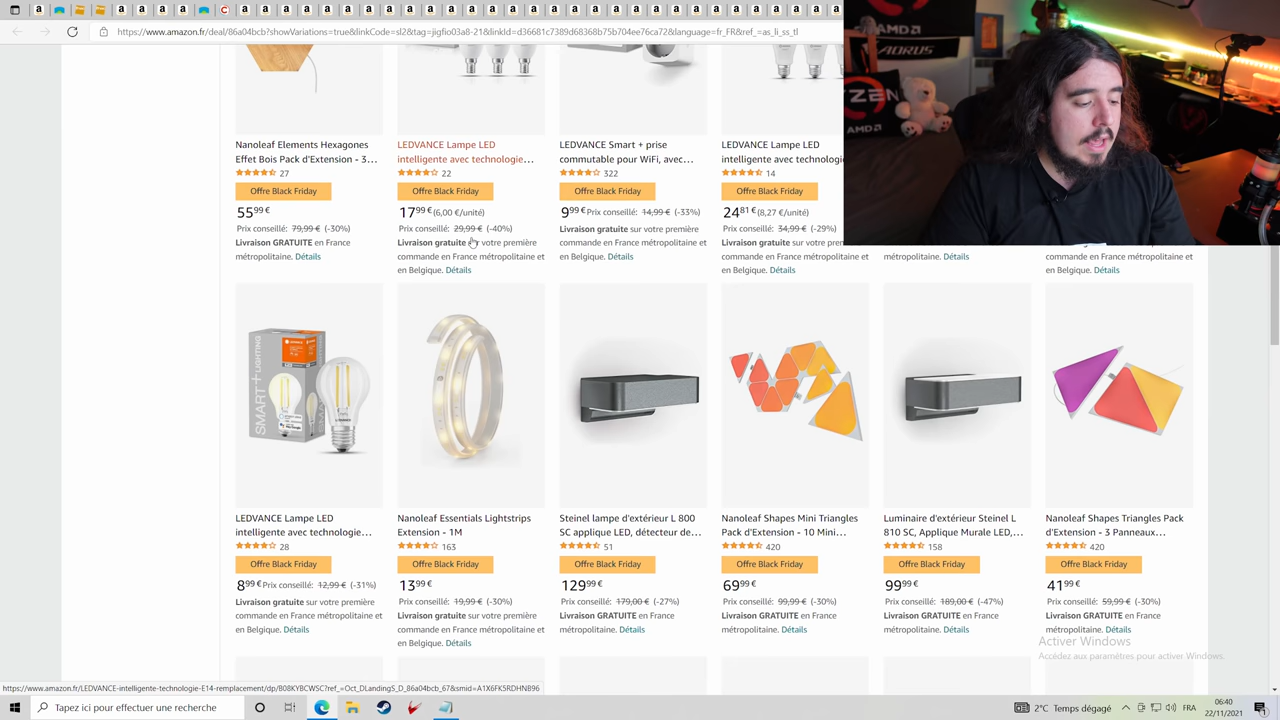 https://www.amazon.fr/deal/86a04bcb?showVariations=true&linkCode=sl2&tag=jigfio03a8-21&linkId=d36681c7389d68368b75b704ee76ca72&language=fr_FR&ref_=as_li_ss_tl
AMD
AORUS
AMD
Nanoleaf Elements Hexagones
Effet Bois Pack d'Extension - 3…
27
Offre Black Friday
55,99 €
Prix conseillé: 79,99 € (-30%)
Livraison GRATUITE en France
métropolitaine. Détails
LEDVANCE Lampe LED
intelligente avec technologie…
22
Offre Black Friday
17,99 € (6,00 €/unité)
Prix conseillé: 29,99 € (-40%)
Livraison gratuite sur votre première
commande en France métropolitaine et
en Belgique. Détails
LEDVANCE Smart + prise
commutable pour WiFi, avec…
322
Offre Black Friday
9,99 € Prix conseillé: 14,99 € (-33%)
Livraison gratuite sur votre première
commande en France métropolitaine et
en Belgique. Détails
LEDVANCE Lampe LED
intelligente avec technologi
14
Offre Black Friday
24,81 € (8,27 €/unité)
Prix conseillé: 34,99 € (-29%)
Livraison gratuite sur votre première
commande en France métropolitaine et
en Belgique. Détails
métropolitaine. Détails
commande en France métropolitaine et
en Belgique. Détails
SMART+ LIGHTING
LEDVANCE Lampe LED
intelligente avec technologie…
28
Offre Black Friday
8,99 € Prix conseillé: 12,99 € (-31%)
Livraison gratuite sur votre première
commande en France métropolitaine et
en Belgique. Détails
Nanoleaf Essentials Lightstrips
Extension - 1M
163
Offre Black Friday
13,99 €
Prix conseillé: 19,99 € (-30%)
Livraison gratuite sur votre première
commande en France métropolitaine et
en Belgique. Détails
Steinel lampe d'extérieur L 800
SC applique LED, détecteur de…
51
Offre Black Friday
129,99 €
Prix conseillé: 179,00 € (-27%)
Livraison GRATUITE en France
métropolitaine. Détails
Nanoleaf Shapes Mini Triangles
Pack d'Extension - 10 Mini…
420
Offre Black Friday
69,99 €
Prix conseillé: 99,99 € (-30%)
Livraison GRATUITE en France
métropolitaine. Détails
Luminaire d'extérieur Steinel L
810 SC, Applique Murale LED,…
158
Offre Black Friday
99,99 €
Prix conseillé: 189,00 € (-47%)
Livraison GRATUITE en France
métropolitaine. Détails
Nanoleaf Shapes Triangles Pack
d'Extension - 3 Panneaux…
420
Offre Black Friday
41,99 €
Prix conseillé: 59,99 € (-30%)
Livraison GRATUITE en France
métropolitaine. Détails
Activer Windows
Accédez aux paramètres pour activer Windows.
https://www.amazon.fr/LEDVANCE-intelligente-technologie-E14-remplacement/dp/B08KYBCWSC?ref_=Oct_DLandingS_D_86a04bcb_67&smid=A1X6FK5RDHNB96
Tapez ici pour effectuer une recherche
2°C Temps dégagé
FRA
06:40
22/11/2021